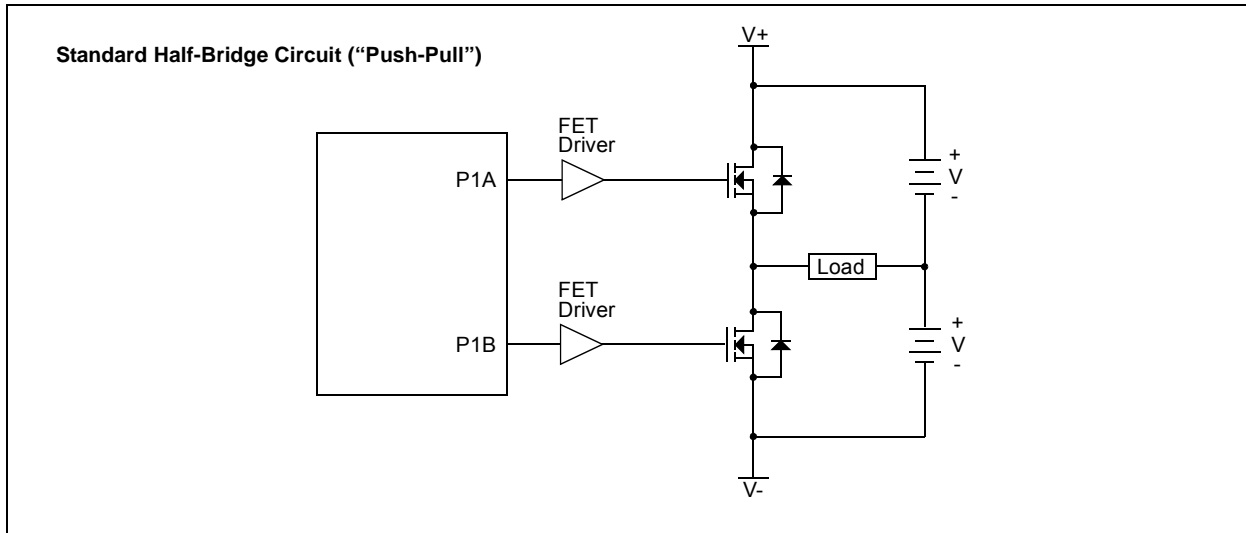 Standard Half-Bridge Circuit (“Push-Pull”)
V+
FET
Driver
P1A
+
V
-
Load
FET
Driver
P1B
+
V
-
V-